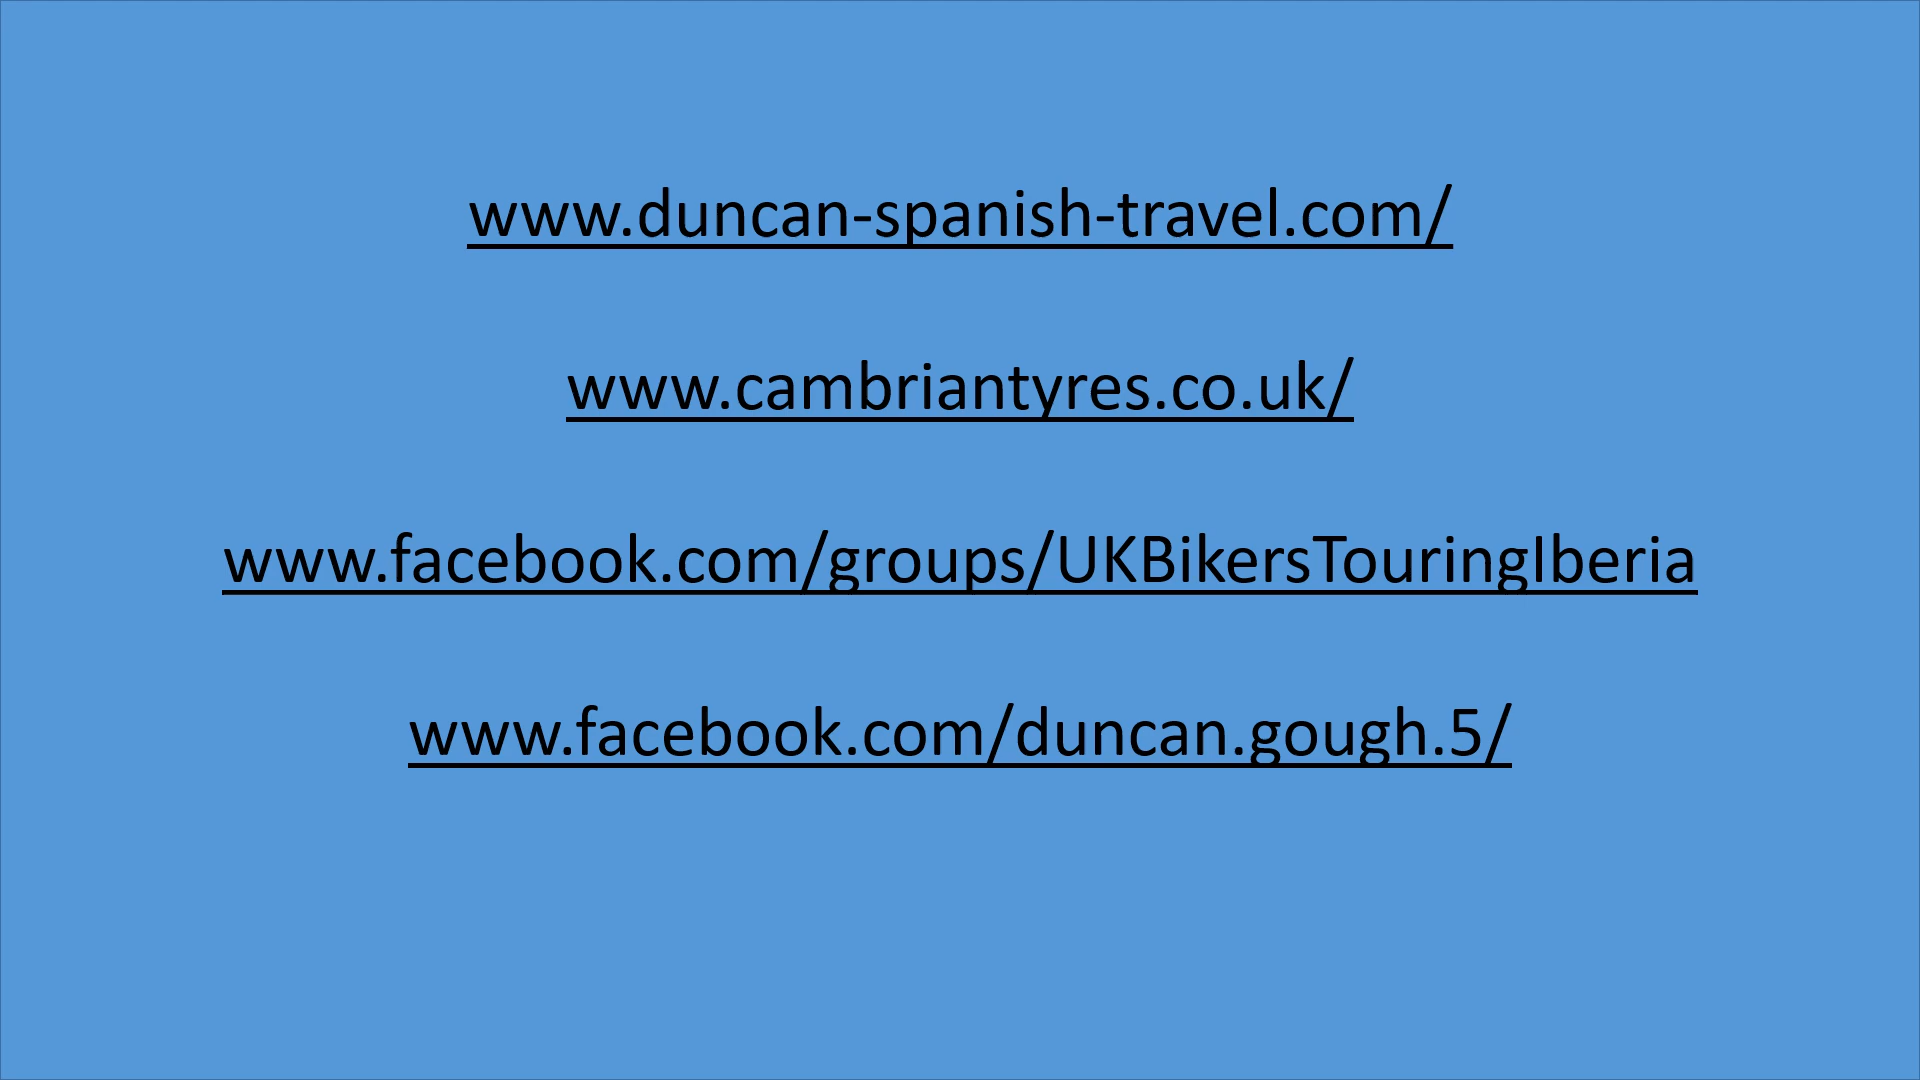 www.duncan-spanish-travel.com/
www.cambriantyres.co.uk/
www.facebook.com/groups/UKBikersTouringIberia
www.facebook.com/duncan.gough.5/